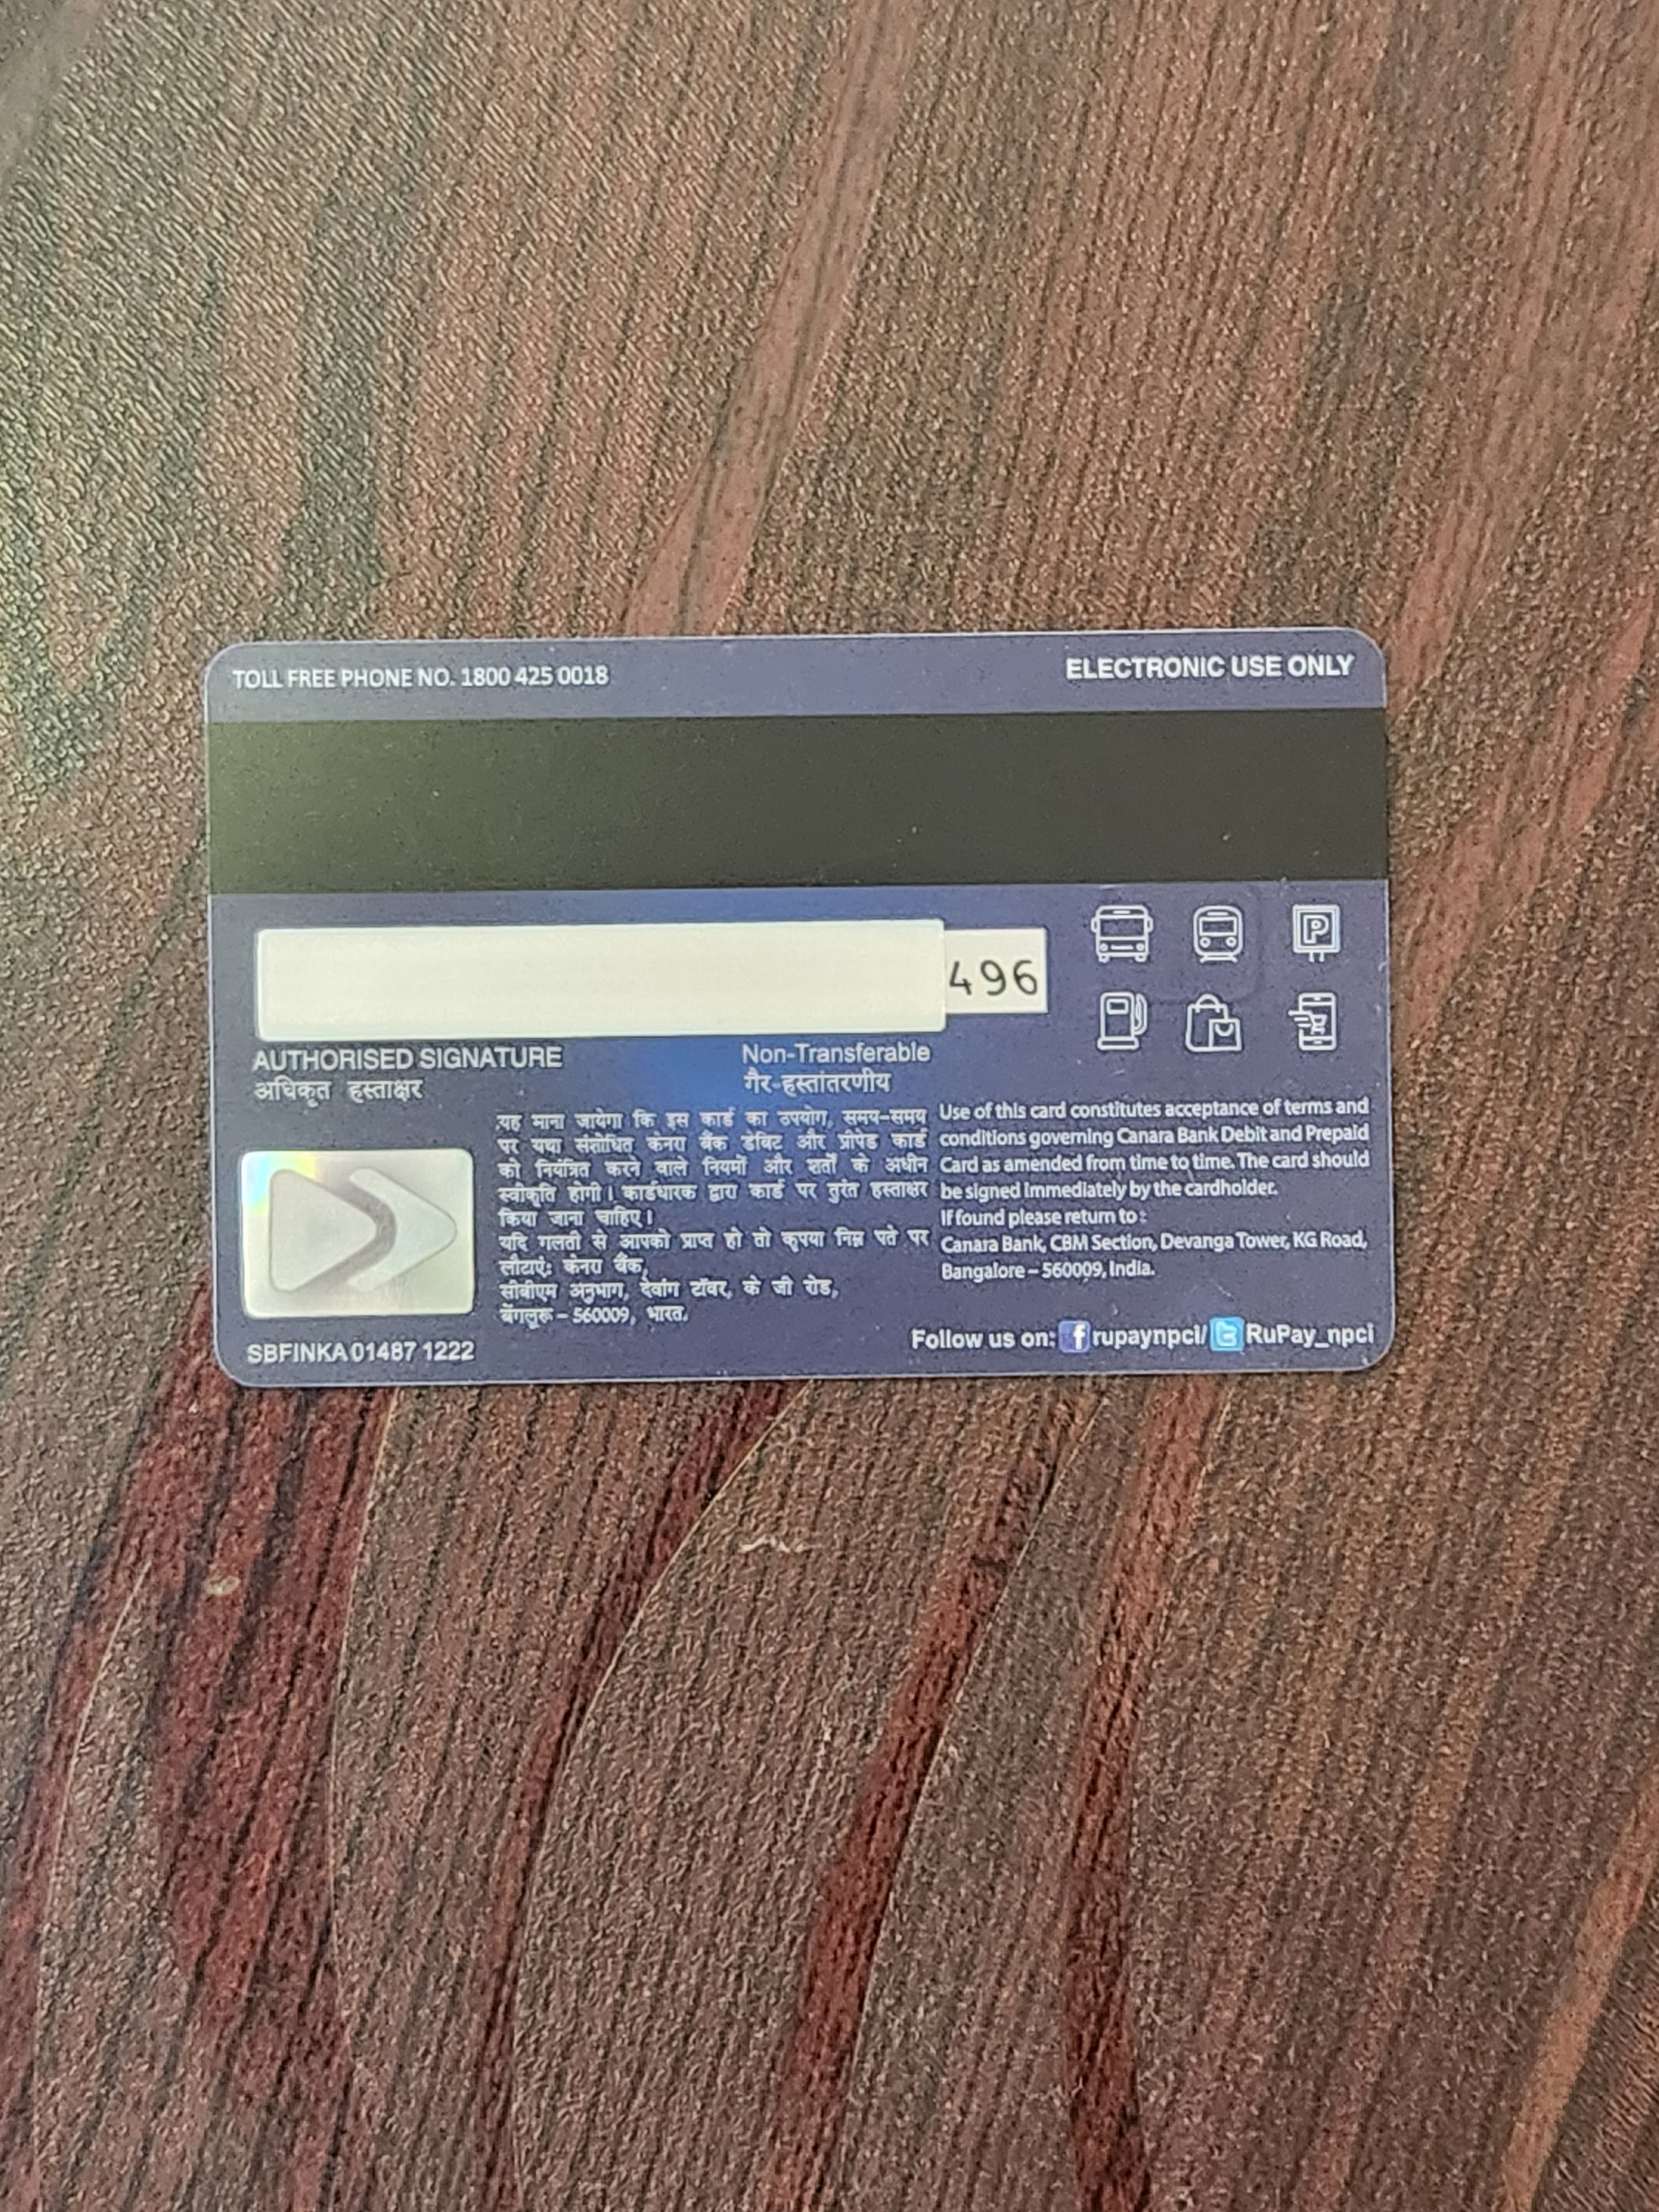 TOLL FREE PHONE NO. 1800 425 0018
ELECTRONIC USE ONLY
496
P
AUTHORISED SIGNATURE
अधिकृत हस्ताक्षर
Non-Transferable
गैर-हस्तांतरणीय
यह माना जायेगा कि इस कार्ड का उपयोग, समय-समय
पर यथा संशोधित केनरा बैंक डेबिट और प्रीपेड कार्ड
को नियंत्रित करने वाले नियमों और शर्तों के अधीन
स्वीकृति होगी। कार्डधारक द्वारा कार्ड पर तुरंत हस्ताक्षर
किया जाना चाहिए।
यदि गलती से आपको प्राप्त हो तो कृपया निम्न पते पर
लौटाएं: केनरा बैंक,
सीबीएम अनुभाग, देवांग टॉवर, के जी रोड,
बेंगलूरू – 560009, भारत.
Use of this card constitutes acceptance of terms and
conditions governing Canara Bank Debit and Prepaid
Card as amended from time to time. The card should
be signed immediately by the cardholder.
If found please return to :
Canara Bank, CBM Section, Devanga Tower, KG Road,
Bangalore – 560009, India.
SBFINKA 01487 1222
Follow us on: f rupaynpci/ t RuPay_npci